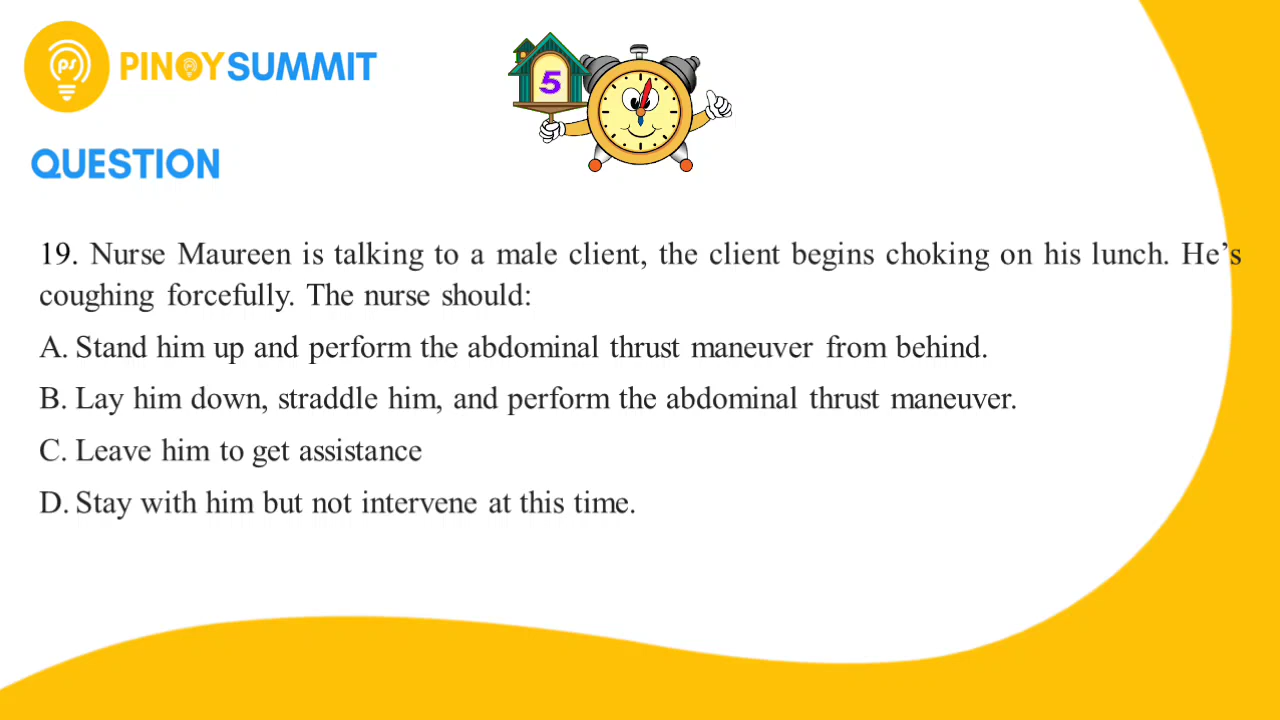 PINOYSUMMIT
5
QUESTION
19. Nurse Maureen is talking to a male client, the client begins choking on his lunch. He’s
coughing forcefully. The nurse should:
A. Stand him up and perform the abdominal thrust maneuver from behind.
B. Lay him down, straddle him, and perform the abdominal thrust maneuver.
C. Leave him to get assistance
D. Stay with him but not intervene at this time.